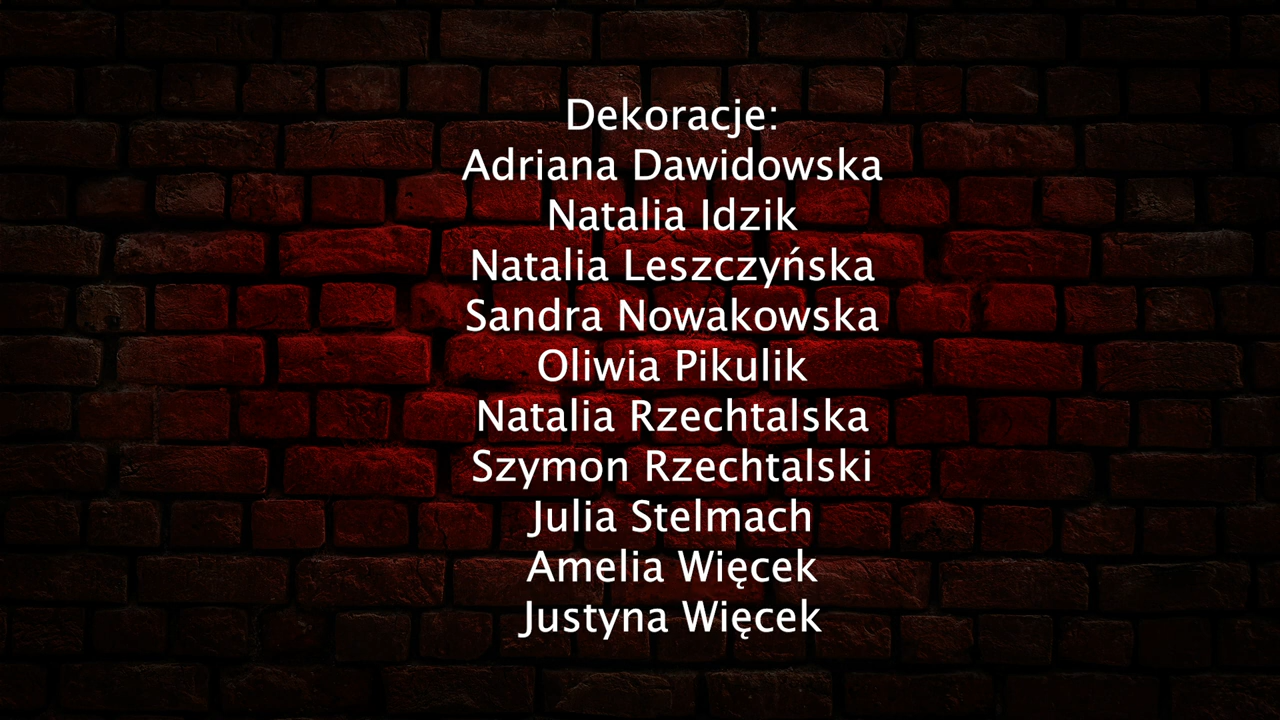 Dekoracje:
Adriana Dawidowska
Natalia Idzik
Natalia Leszczyńska
Sandra Nowakowska
Oliwia Pikulik
Natalia Rzechtalska
Szymon Rzechtalski
Julia Stelmach
Amelia Więcek
Justyna Więcek